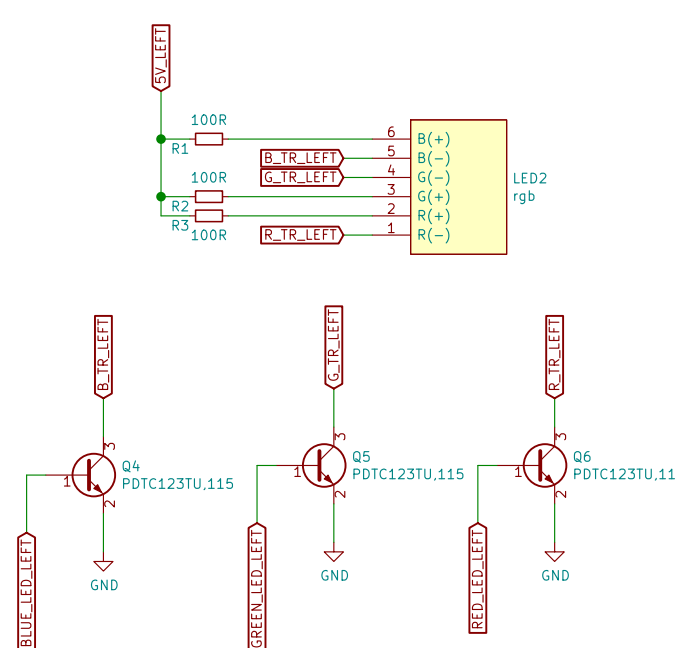 5V_LEFT
100R
R1
100R
R2
R3
100R
B_TR_LEFT
G_TR_LEFT
R_TR_LEFT
6
5
4
3
2
1
B(+)
B(-)
G(-)
G(+)
R(+)
R(-)
LED2
rgb
B_TR_LEFT
3
Q4
PDTC123TU,115
1
2
GND
BLUE_LED_LEFT
G_TR_LEFT
3
Q5
PDTC123TU,115
1
2
GND
GREEN_LED_LEFT
R_TR_LEFT
3
Q6
PDTC123TU,11
1
2
GND
RED_LED_LEFT